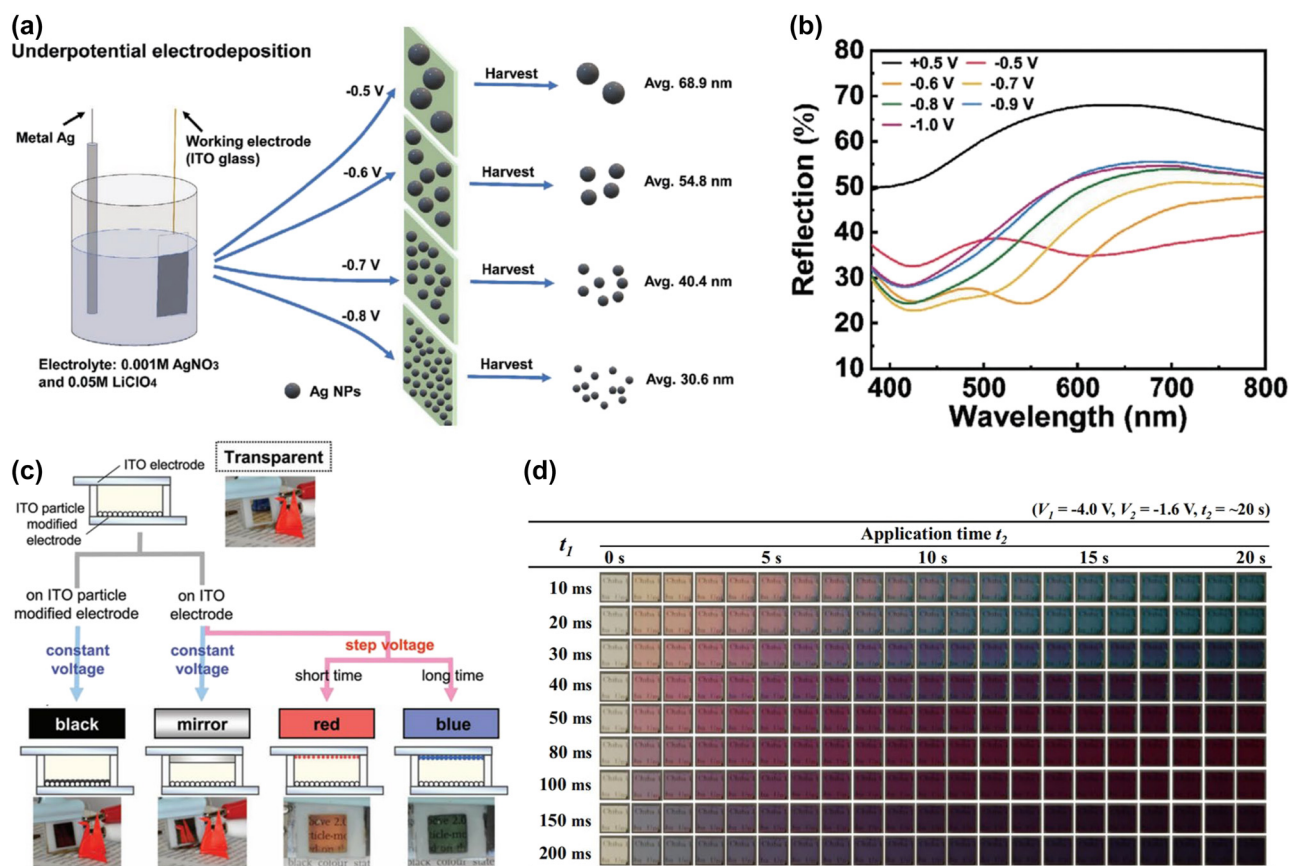 (a)
Underpotential electrodeposition
Metal Ag
Working electrode
(ITO glass)
Electrolyte: 0.001M AgNO₃
and 0.05M LiClO₄
-0.5 V
-0.6 V
-0.7 V
-0.8 V
Harvest
Avg. 68.9 nm
Harvest
Avg. 54.8 nm
Harvest
Avg. 40.4 nm
Harvest
Avg. 30.6 nm
Ag NPs
(b)
Reflection (%)
80
70
60
50
40
30
20
10
+0.5 V -0.5 V
-0.6 V -0.7 V
-0.8 V -0.9 V
-1.0 V
400 500 600 700 800
Wavelength (nm)
(c)
ITO electrode
ITO particle
modified
electrode
Transparent
on ITO particle
modified electrode
on ITO
electrode
constant
voltage
constant
voltage
step voltage
short time
long time
black
mirror
red
blue
(d)
(V₁ = -4.0 V, V₂ = -1.6 V, t₂ = ~20 s)
t₁
Application time t₂
0 s 5 s 10 s 15 s 20 s
10 ms
20 ms
30 ms
40 ms
50 ms
80 ms
100 ms
150 ms
200 ms